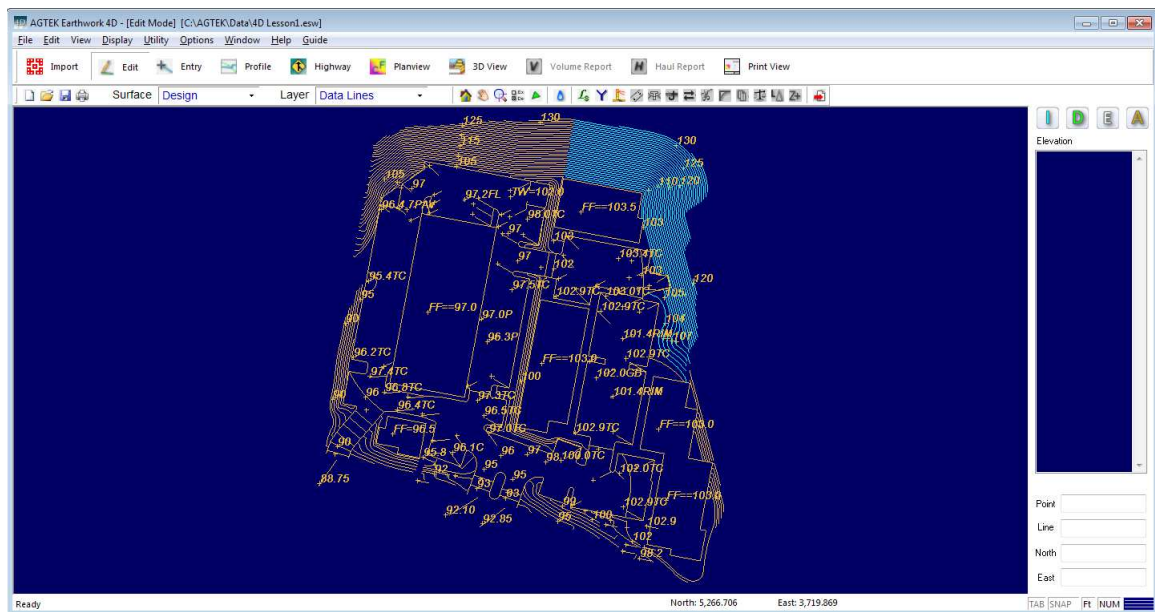 AGTEK Earthwork 4D - [Edit Mode]  [C:\AGTEK\Data\4D Lesson1.esw]
File Edit View Display Utility Options Window Help Guide
Import Edit Entry Profile Highway Planview 3D View Volume Report Haul Report Print View
Surface Design Layer Data Lines
I D E A
Elevation
125 130
115 130
105 125
105 97 110 120
97.2FL TW=102.0
96.4
98.0TC FF==103.5
97 103 103
97 102 103.4TC
95.4TC 103 120
97.5TC 102.9TC 103.0TC 105
95
FF==97.0 97.0P 102.9TC
90 104
96.3P 101.4RIM 107
96.2TC FF==103.0 102.9TC
97.4TC 100 102.0GB
96.8TC 101.4RIM
90 96 97.3TC
96.4TC 96.5TC
FF=96.5 97.0TC 102.9TC FF==103.0
90 96.1C 96 97
95.8 98 100.0TC
92 95 102.0TC
88.75 93 95
93 99 102.9TC FF==103.0
92.10 92.85 95 100 102.9
102
98.2
Point
Line
North
East
Ready North: 5,266.706 East: 3,719.869 TAB SNAP Ft NUM